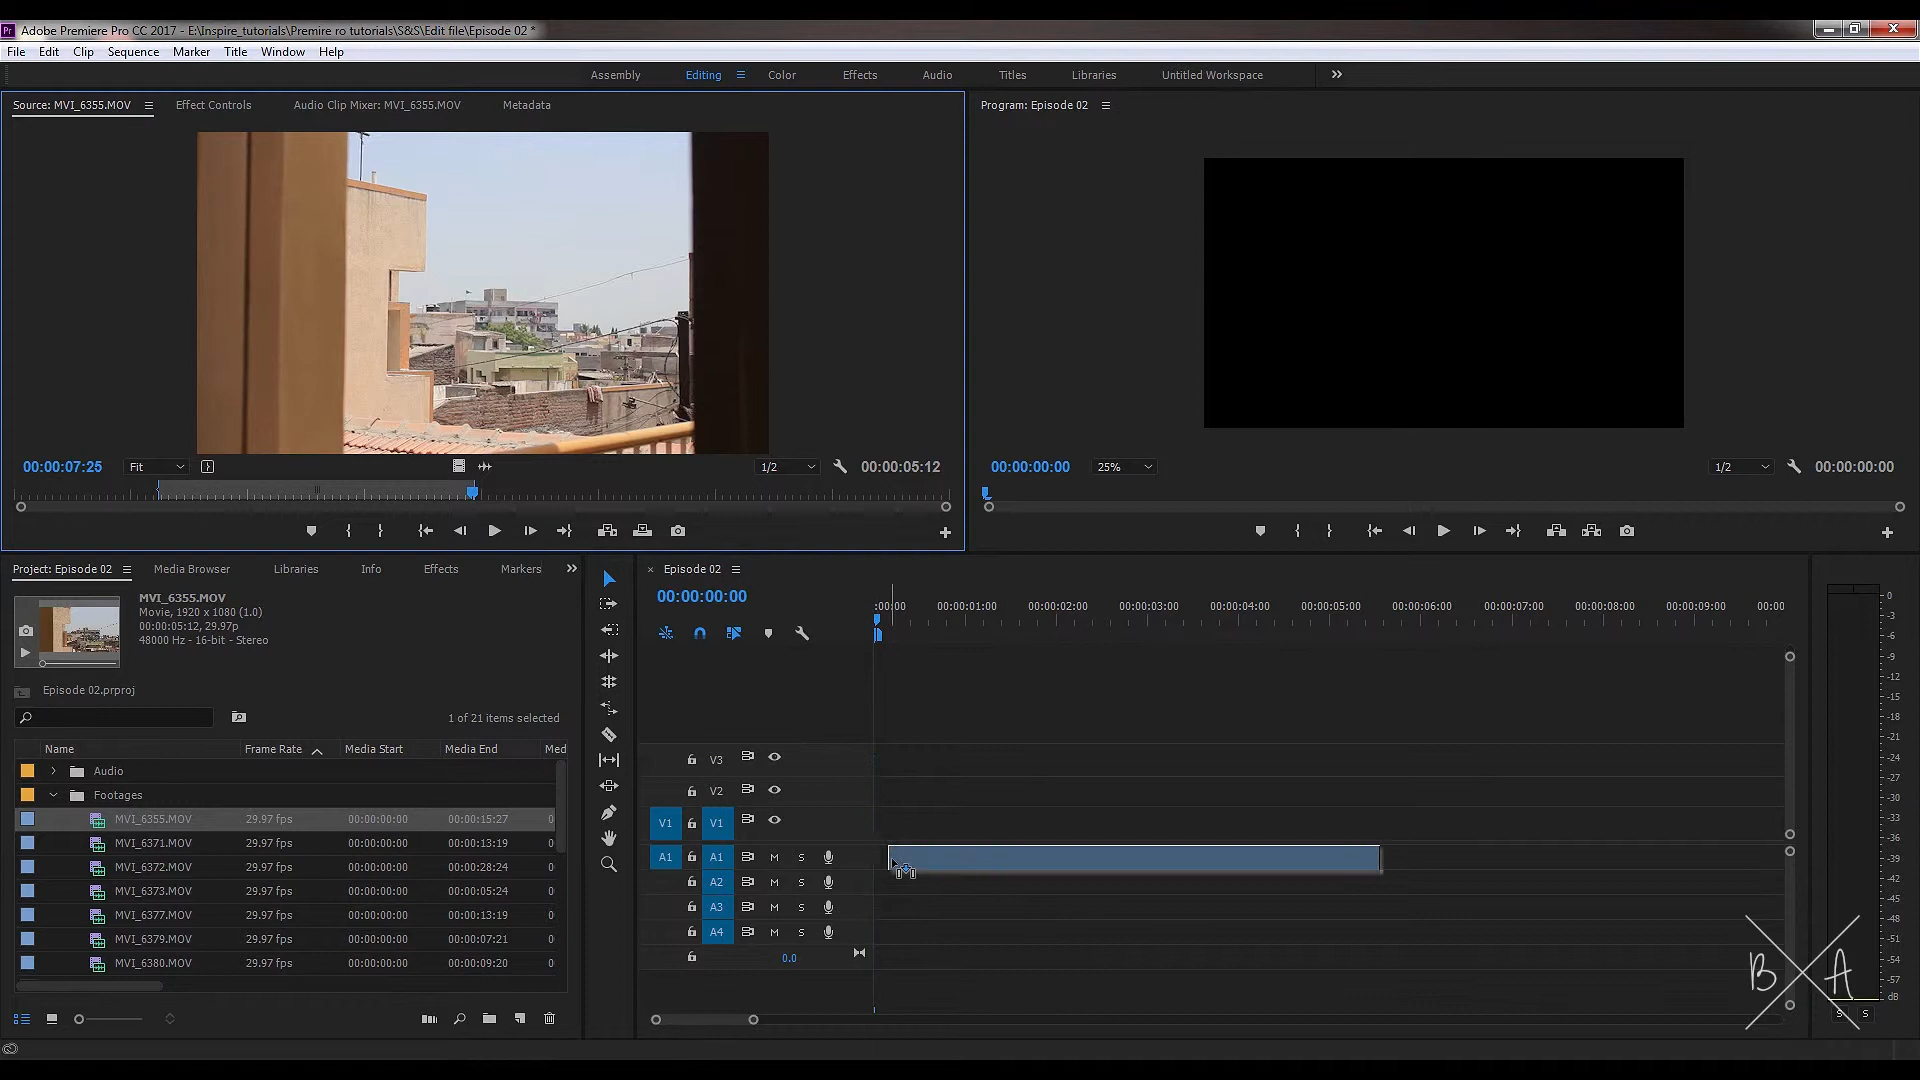 Adobe Premiere Pro CC 2017 - E:\Inspire_tutorials\Premire ro tutorials\S&S\Edit file\Episode 02 *
File Edit Clip Sequence Marker Title Window Help
Assembly Editing Color Effects Audio Titles Libraries Untitled Workspace
Source: MVI_6355.MOV Effect Controls Audio Clip Mixer: MVI_6355.MOV Metadata
Program: Episode 02
00:00:07:25 Fit 1/2 00:00:05:12
00:00:00:00 25% 1/2 00:00:00:00
Project: Episode 02 Media Browser Libraries Info Effects Markers
MVI_6355.MOV
Movie, 1920 x 1080 (1.0)
00:00:05:12, 29.97p
48000 Hz - 16-bit - Stereo
Episode 02.prproj
1 of 21 items selected
Name Frame Rate Media Start Media End Med
Audio
Footages
MVI_6355.MOV 29.97 fps 00:00:00:00 00:00:15:27 0
MVI_6371.MOV 29.97 fps 00:00:00:00 00:00:13:19 0
MVI_6372.MOV 29.97 fps 00:00:00:00 00:00:28:24 0
MVI_6373.MOV 29.97 fps 00:00:00:00 00:00:05:24 0
MVI_6377.MOV 29.97 fps 00:00:00:00 00:00:13:19 0
MVI_6379.MOV 29.97 fps 00:00:00:00 00:00:07:21 0
MVI_6380.MOV 29.97 fps 00:00:00:00 00:00:09:20 0
Episode 02
00:00:00:00
:00:00 00:00:01:00 00:00:02:00 00:00:03:00 00:00:04:00 00:00:05:00 00:00:06:00 00:00:07:00 00:00:08:00 00:00:09:00 00:00
V3
V2
V1 V1
A1 A1 M S
A2 M S
A3 M S
A4 M S
0.0
0
-3
-6
-9
-12
-15
-18
-21
-24
-27
-30
-33
-36
-39
-42
-45
-48
-51
-54
-57
dB
S S
B A